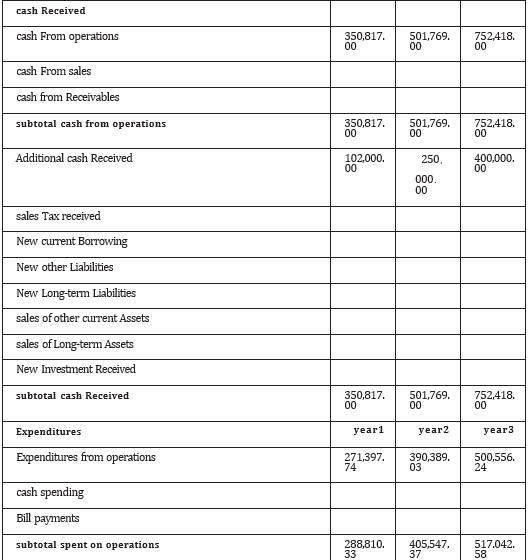 cash Received
cash From operations 350,817. 501,769. 752,418.
00 00 00
cash From sales
cash from Receivables
subtotal cash from operations 350,817. 501,769. 752,418.
00 00 00
Additional cash Received 102,000. 250, 400,000.
00 000. 00
00
sales Tax received
New current Borrowing
New other Liabilities
New Long-term Liabilities
sales of other current Assets
sales of Long-term Assets
New Investment Received
subtotal cash Received 350,817. 501,769. 752,418.
00 00 00
Expenditures year1 year2 year3
Expenditures from operations 271,397. 390,389. 500,556.
74 03 24
cash spending
Bill payments
subtotal spent on operations 288,810. 405,547. 517.042.
33 37 58